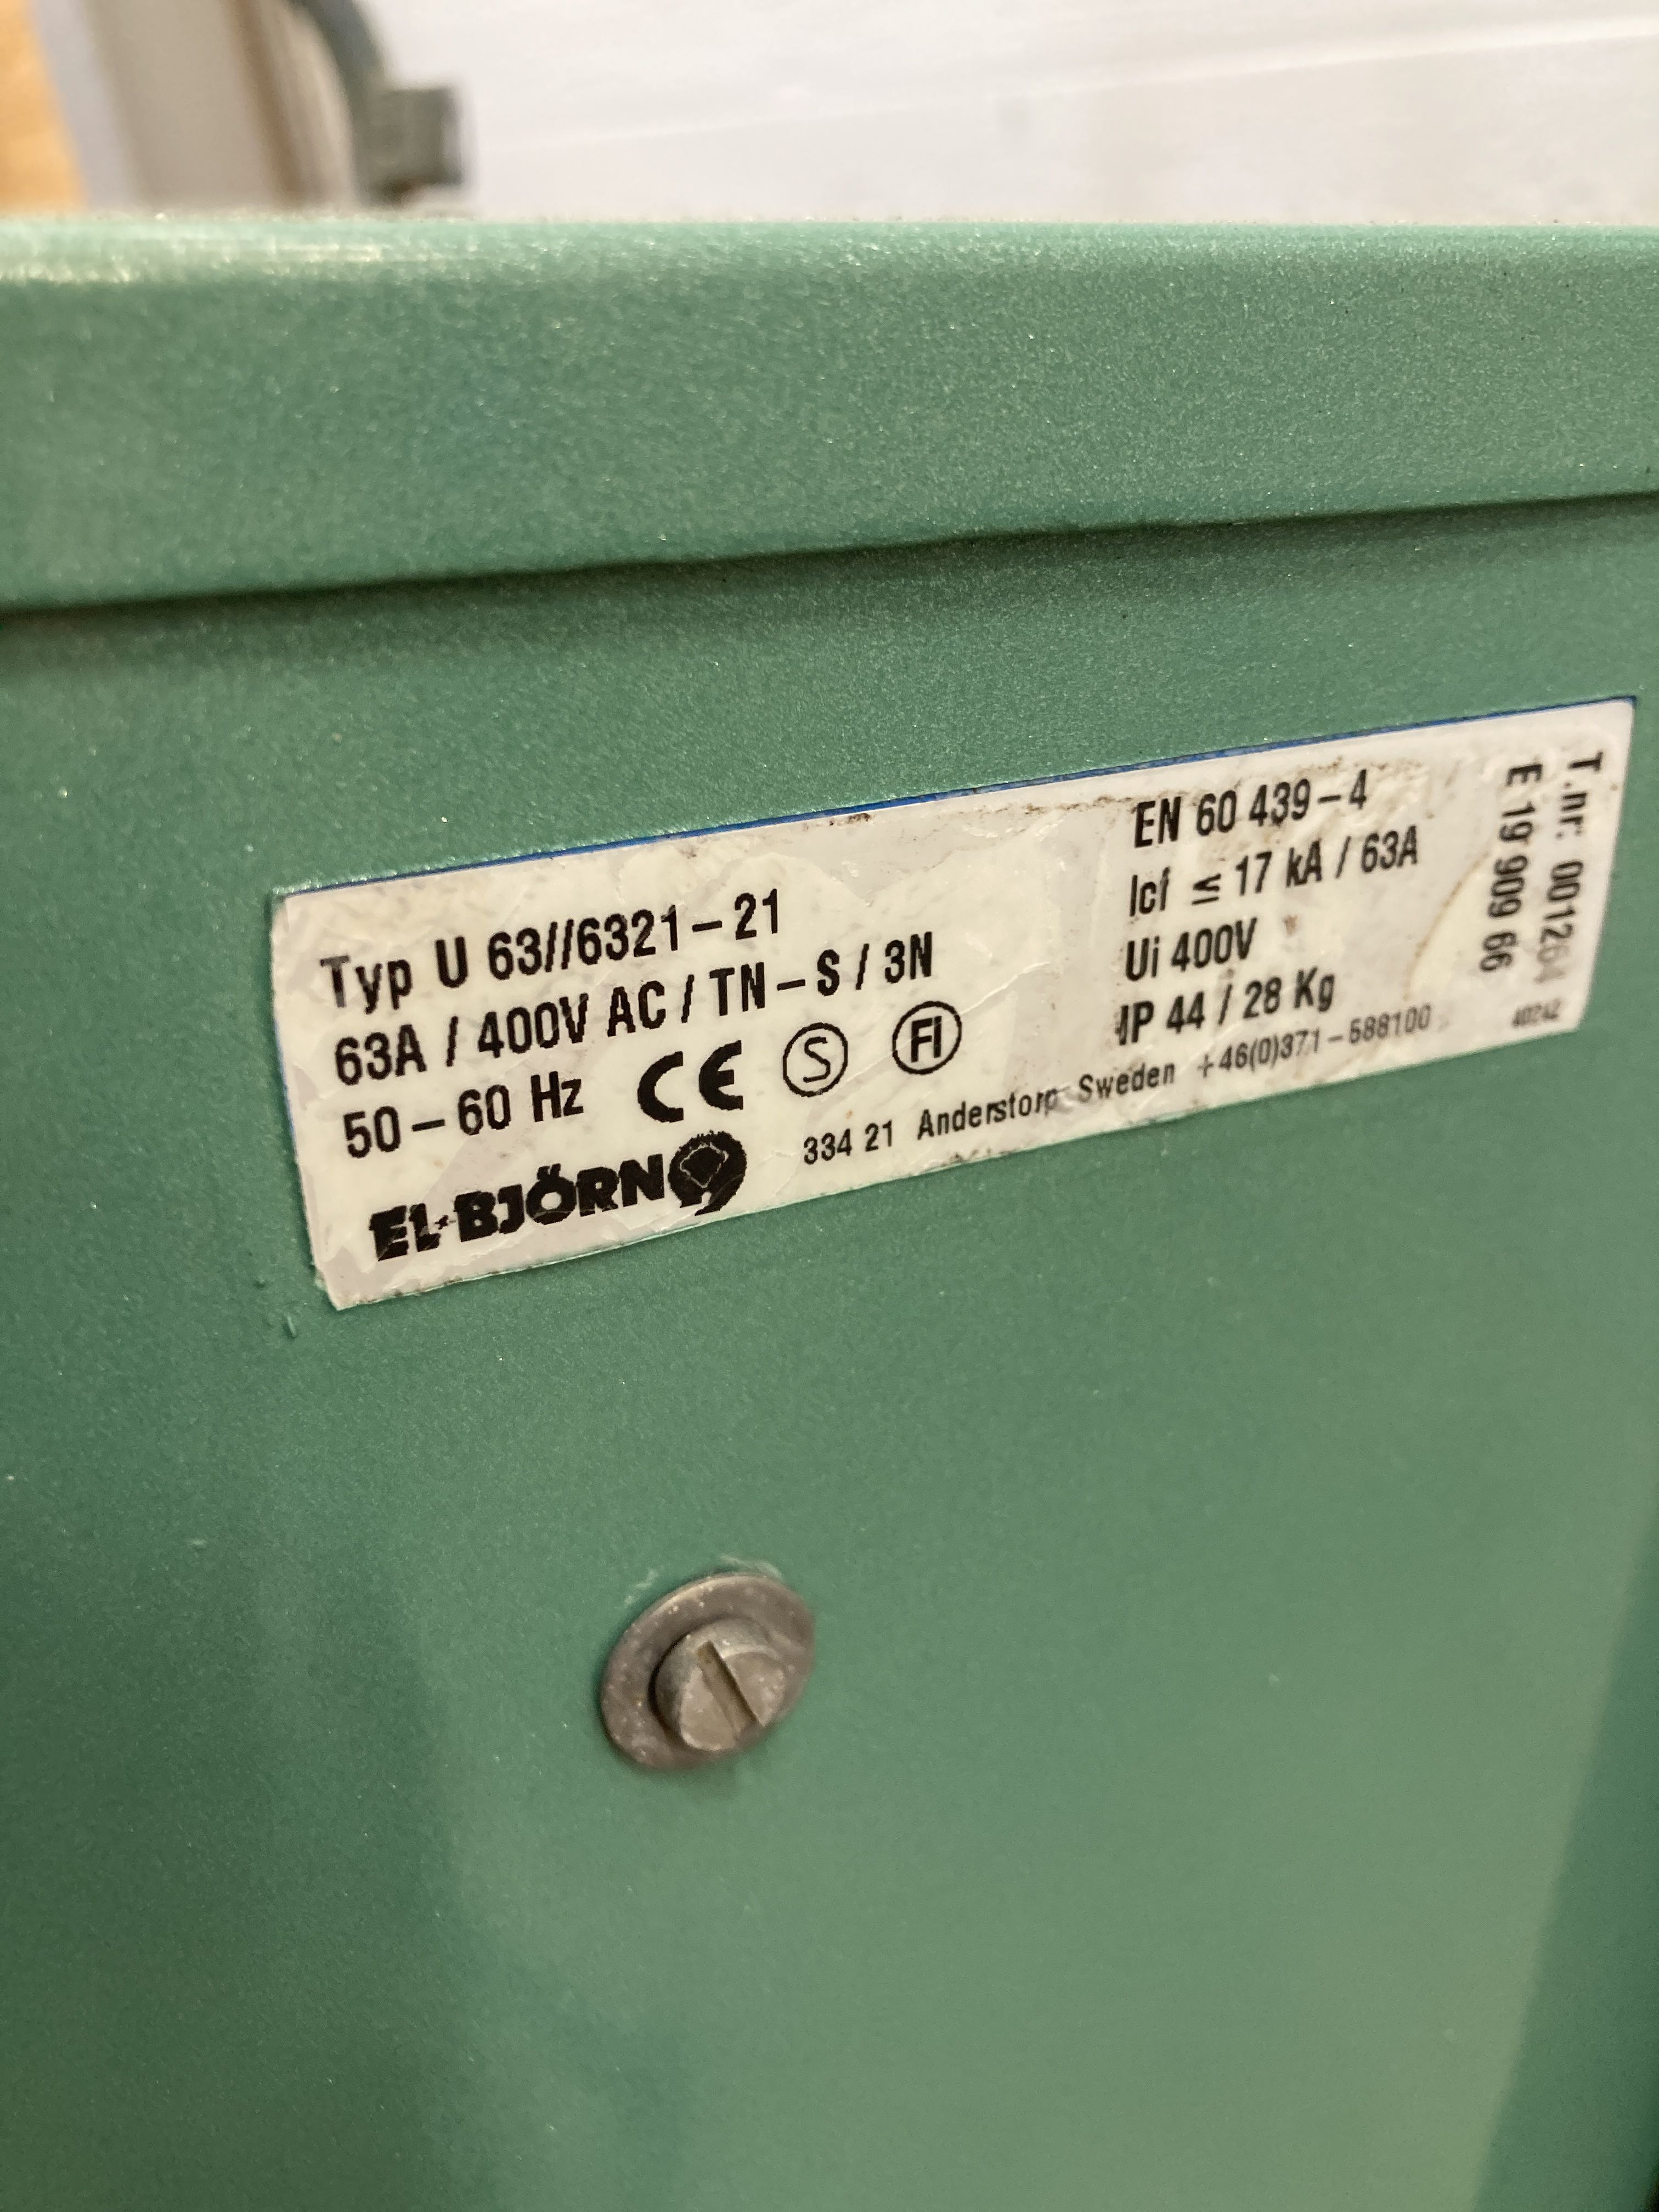 Typ U 63//6321-21
63A / 400V AC / TN-S / 3N
50-60 Hz CE S FI
EL-BJÖRN
334 21 Anderstorp Sweden +46(0)371-588100
EN 60 439-4
Icf ≤ 17 kA / 63A
Ui 400V
IP 44 / 28 Kg
T.nr: 001264
E 19 909 66